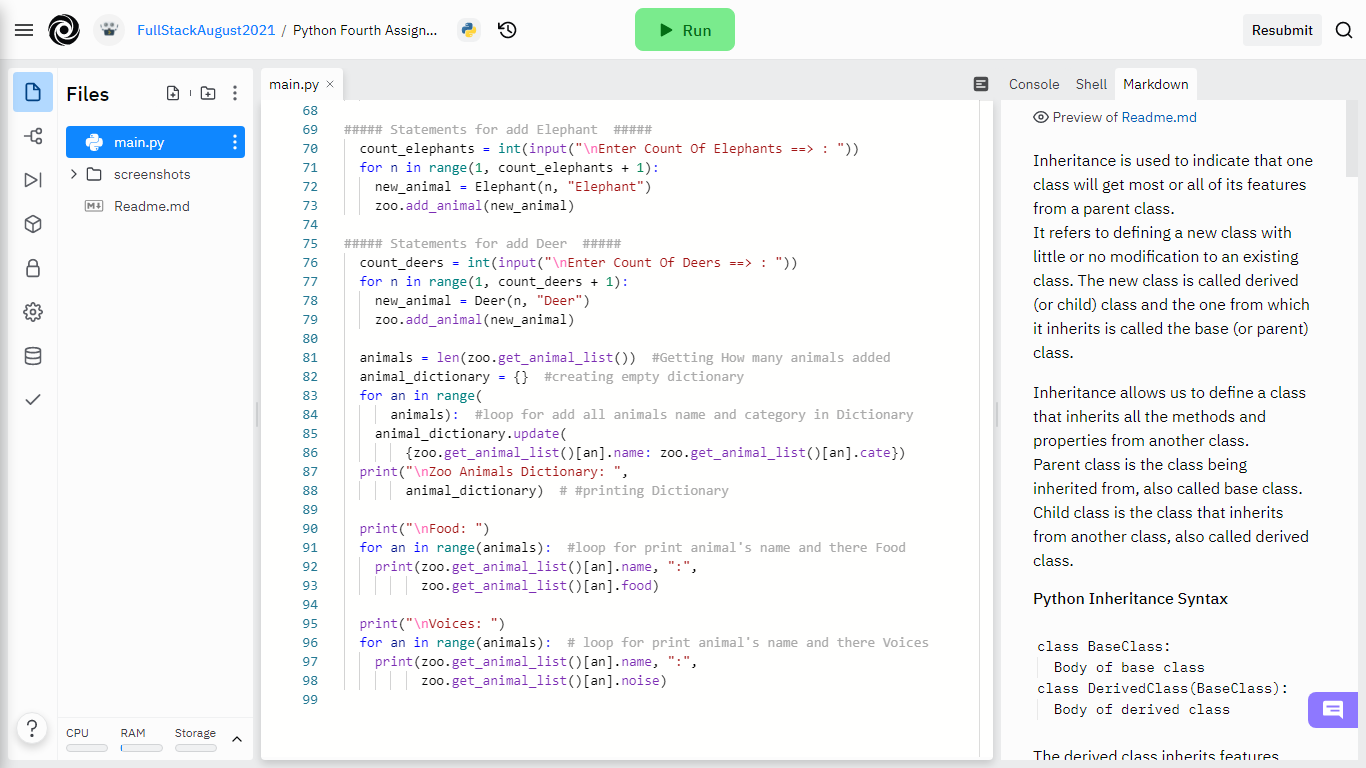 FullStackAugust2021 / Python Fourth Assign...
Run
Resubmit
Files
main.py
screenshots
Readme.md
CPU
RAM
Storage
?
main.py ×
68
69 ##### Statements for add Elephant  #####
70 count_elephants = int(input("\nEnter Count Of Elephants ==> : "))
71 for n in range(1, count_elephants + 1):
72 new_animal = Elephant(n, "Elephant")
73 zoo.add_animal(new_animal)
74
75 ##### Statements for add Deer  #####
76 count_deers = int(input("\nEnter Count Of Deers ==> : "))
77 for n in range(1, count_deers + 1):
78 new_animal = Deer(n, "Deer")
79 zoo.add_animal(new_animal)
80
81 animals = len(zoo.get_animal_list())  #Getting How many animals added
82 animal_dictionary = {}  #creating empty dictionary
83 for an in range(
84 animals):  #loop for add all animals name and category in Dictionary
85 animal_dictionary.update(
86 {zoo.get_animal_list()[an].name: zoo.get_animal_list()[an].cate})
87 print("\nZoo Animals Dictionary: ",
88 animal_dictionary)  # #printing Dictionary
89
90 print("\nFood: ")
91 for an in range(animals):  #loop for print animal's name and there Food
92 print(zoo.get_animal_list()[an].name, ":",
93 zoo.get_animal_list()[an].food)
94
95 print("\nVoices: ")
96 for an in range(animals):  # loop for print animal's name and there Voices
97 print(zoo.get_animal_list()[an].name, ":",
98 zoo.get_animal_list()[an].noise)
99
Console Shell Markdown
Preview of Readme.md
Inheritance is used to indicate that one
class will get most or all of its features
from a parent class.
It refers to defining a new class with
little or no modification to an existing
class. The new class is called derived
(or child) class and the one from which
it inherits is called the base (or parent)
class.
Inheritance allows us to define a class
that inherits all the methods and
properties from another class.
Parent class is the class being
inherited from, also called base class.
Child class is the class that inherits
from another class, also called derived
class.
Python Inheritance Syntax
class BaseClass:
Body of base class
class DerivedClass(BaseClass):
Body of derived class
The derived class inherits features